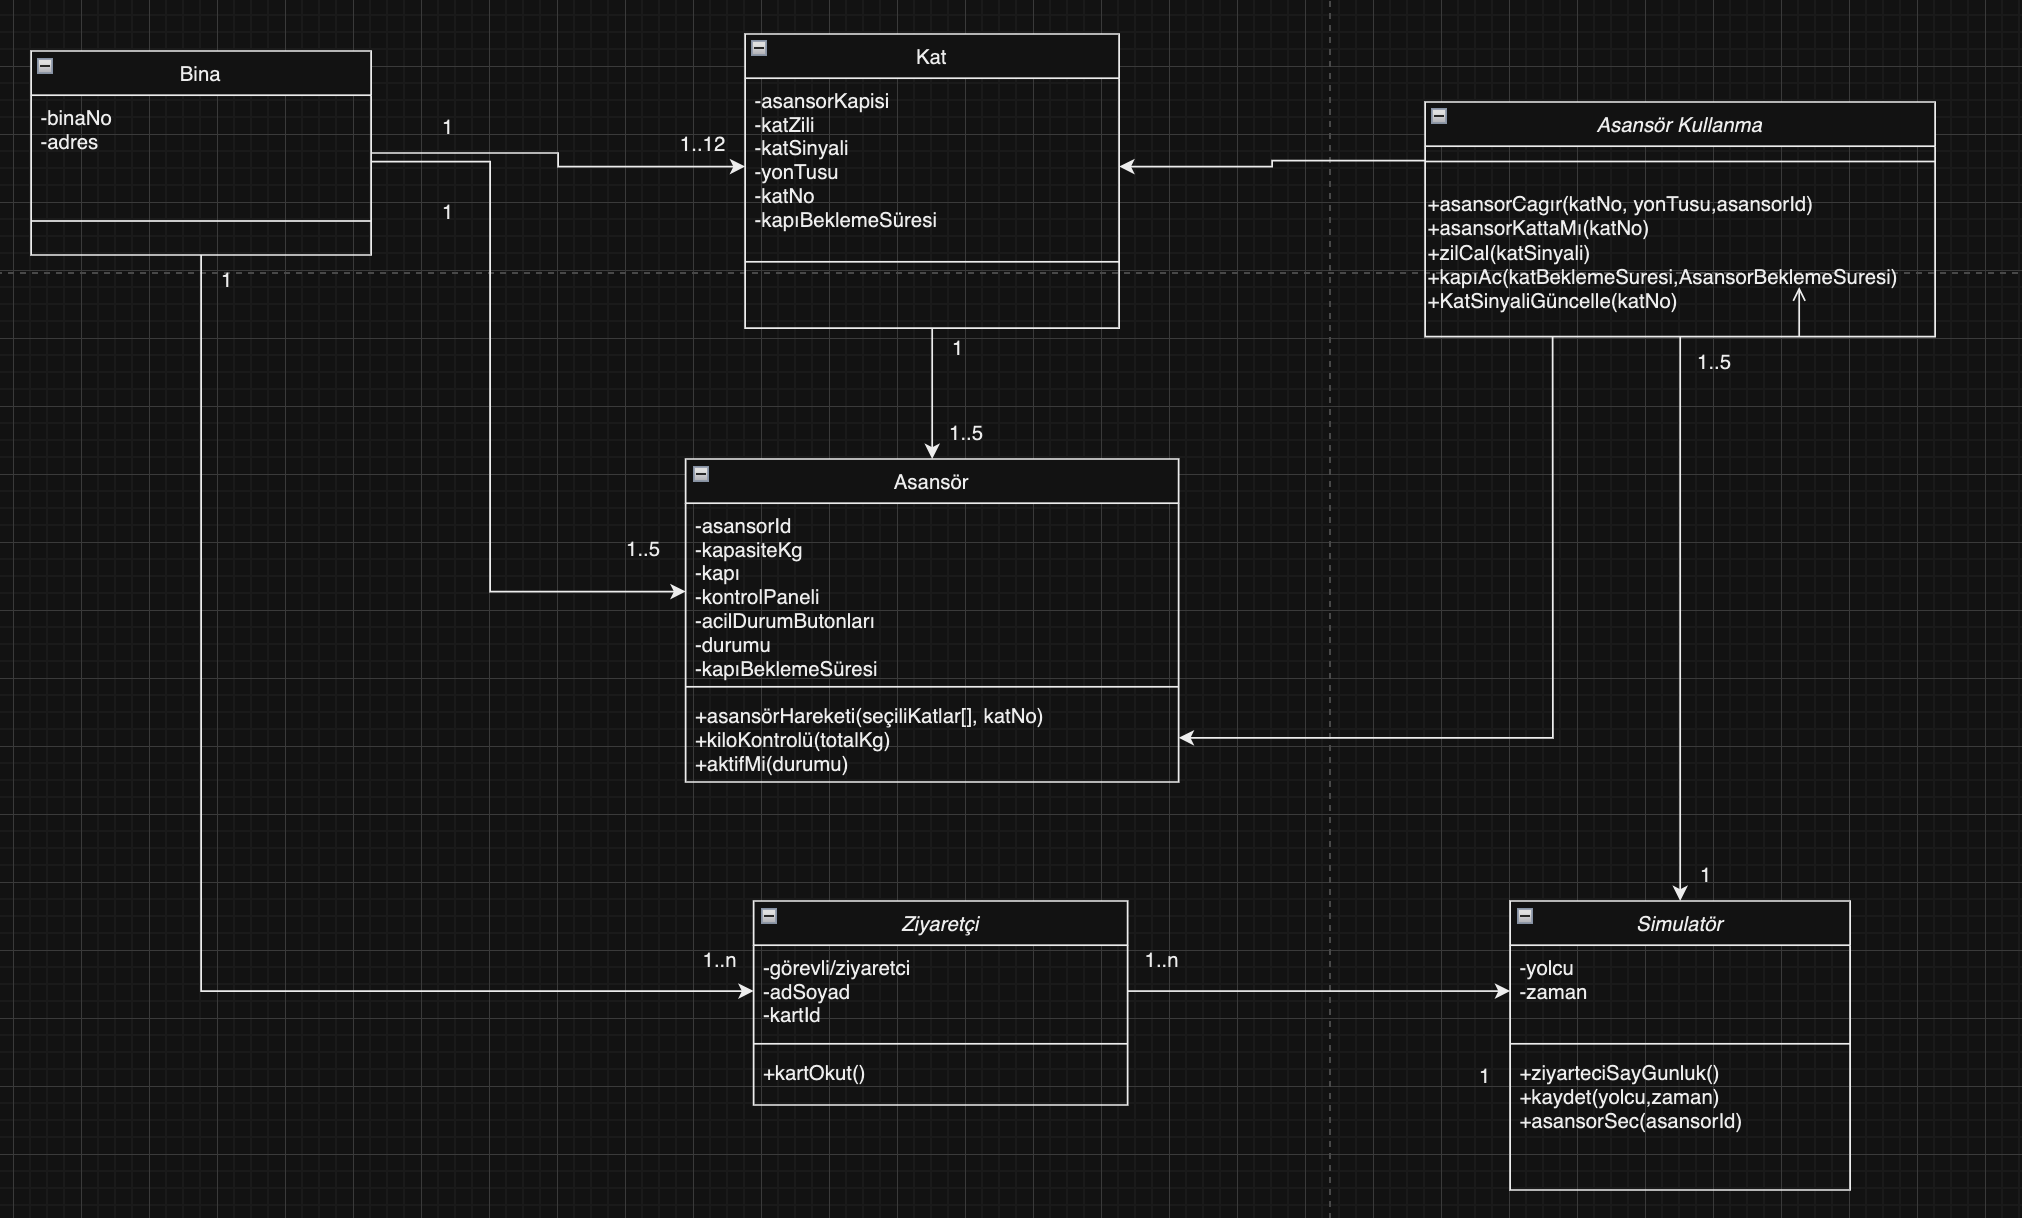 Bina
-binaNo
-adres
1
1
1
Kat
-asansorKapisi
-katZili
-katSinyali
-yonTusu
-katNo
-kapıBeklemeSüresi
1..12
1
1..5
Asansör Kullanma
+asansorCagır(katNo, yonTusu,asansorId)
+asansorKattaMı(katNo)
+zilCal(katSinyali)
+kapıAc(katBeklemeSuresi,AsansorBeklemeSuresi)
+KatSinyaliGüncelle(katNo)
1..5
1..5
Asansör
-asansorId
-kapasiteKg
-kapı
-kontrolPaneli
-acilDurumButonları
-durumu
-kapıBeklemeSüresi
+asansörHareketi(seçiliKatlar[], katNo)
+kiloKontrolü(totalKg)
+aktifMi(durumu)
1..n
Ziyaretçi
-görevli/ziyaretci
-adSoyad
-kartId
+kartOkut()
1..n
1
1
Simulatör
-yolcu
-zaman
+ziyarteciSayGunluk()
+kaydet(yolcu,zaman)
+asansorSec(asansorId)